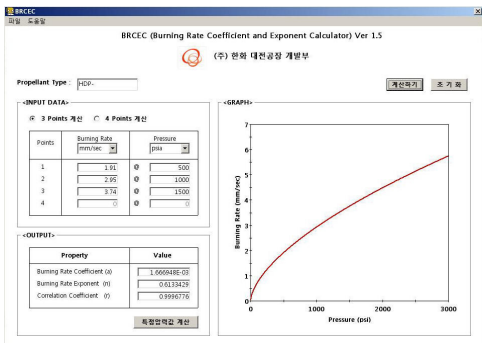 BRCEC
파일 도움말
BRCEC (Burning Rate Coefficient and Exponent Calculator) Ver 1.5
(주) 한화 대전공장 개발부
Propellant Type : HDP-
계산하기 초 기 화
<INPUT DATA>
3 Points 계산 4 Points 계산
Points Burning Rate Pressure
mm/sec psia
1 1.91 @ 500
2 2.95 @ 1000
3 3.74 @ 1500
4 0 @ 0
<OUTPUT>
Property Value
Burning Rate Coefficient (a) 1.666948E-03
Burning Rate Exponent (n) 0.6133429
Correlation Coefficient (r) 0.9996776
특정압력값 계산
<GRAPH>
Burning Rate (mm/sec)
7
6
5
4
3
2
1
0
0 1000 2000 3000
Pressure (psi)